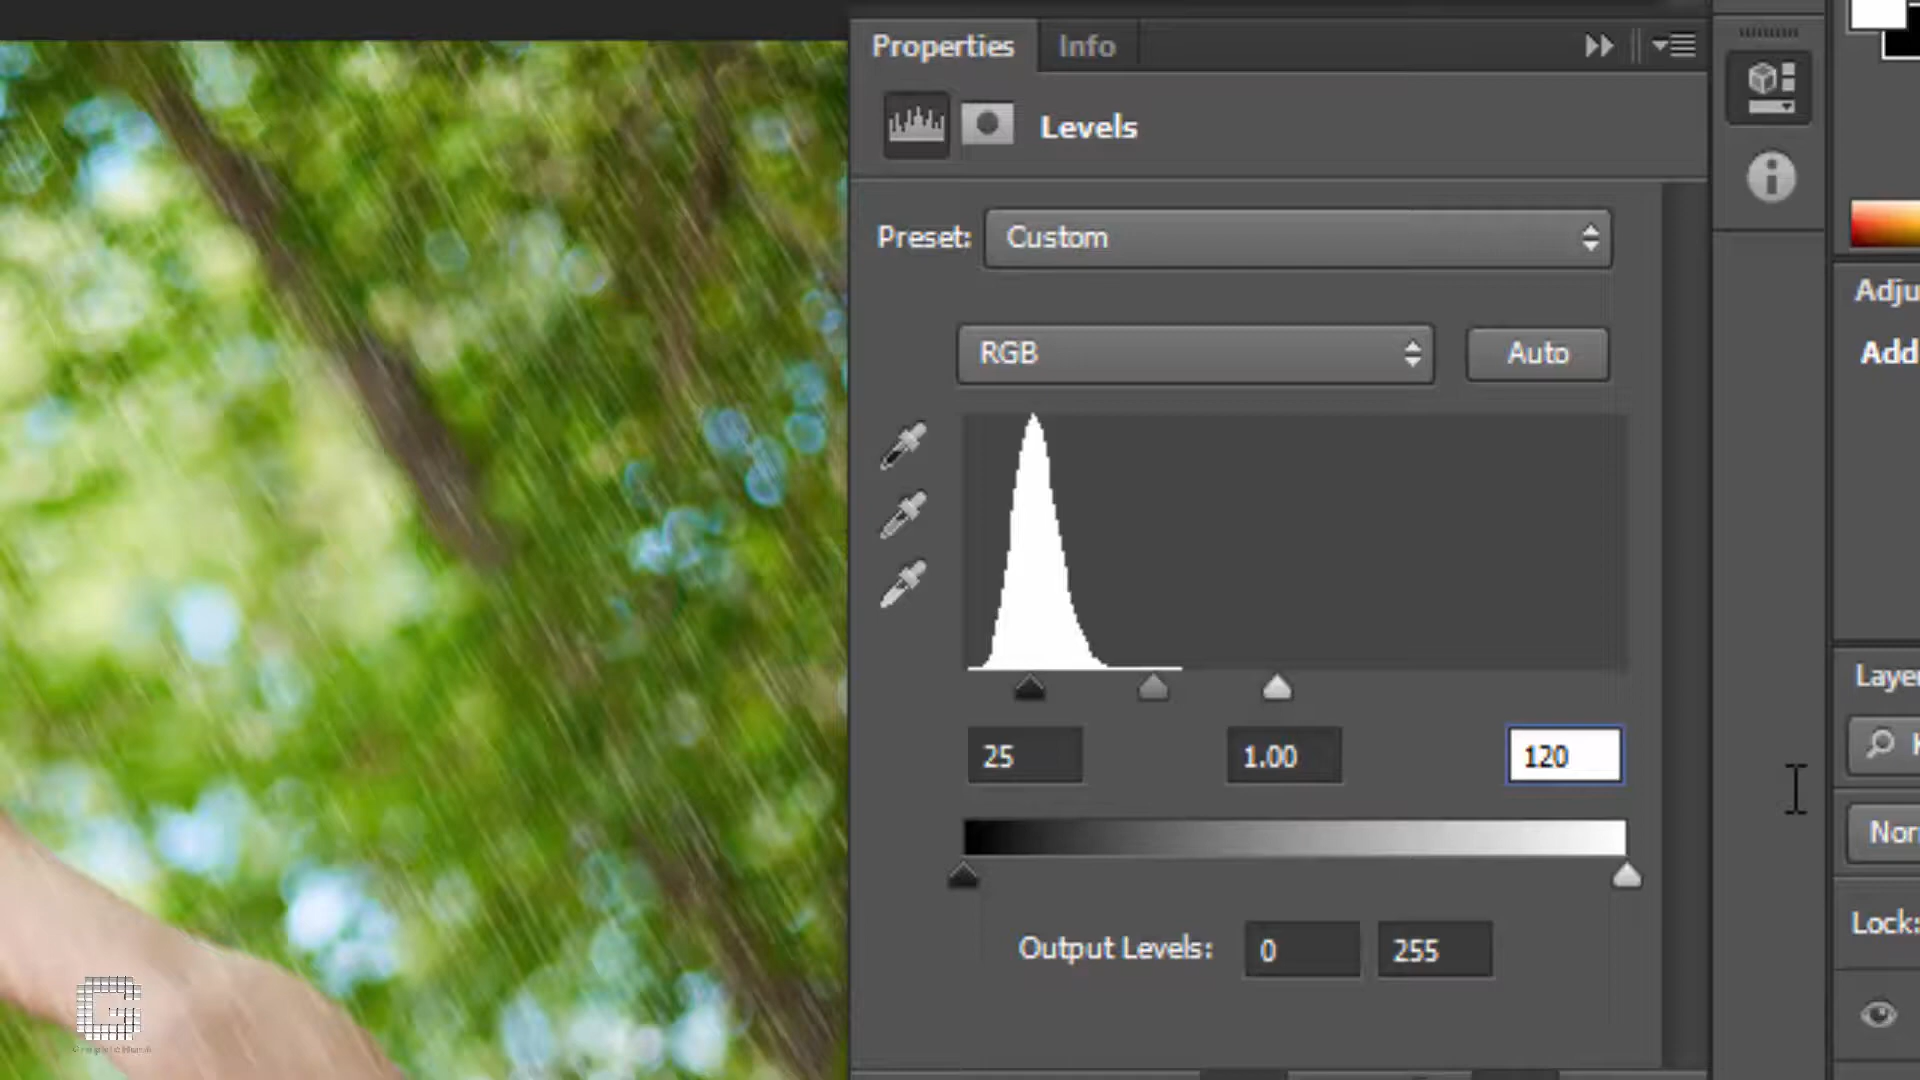 Properties
Info
Levels
Preset:
Custom
RGB
Auto
Adju
Add
25
1.00
120
Output Levels:
0
255
Layer
Nor
Lock: